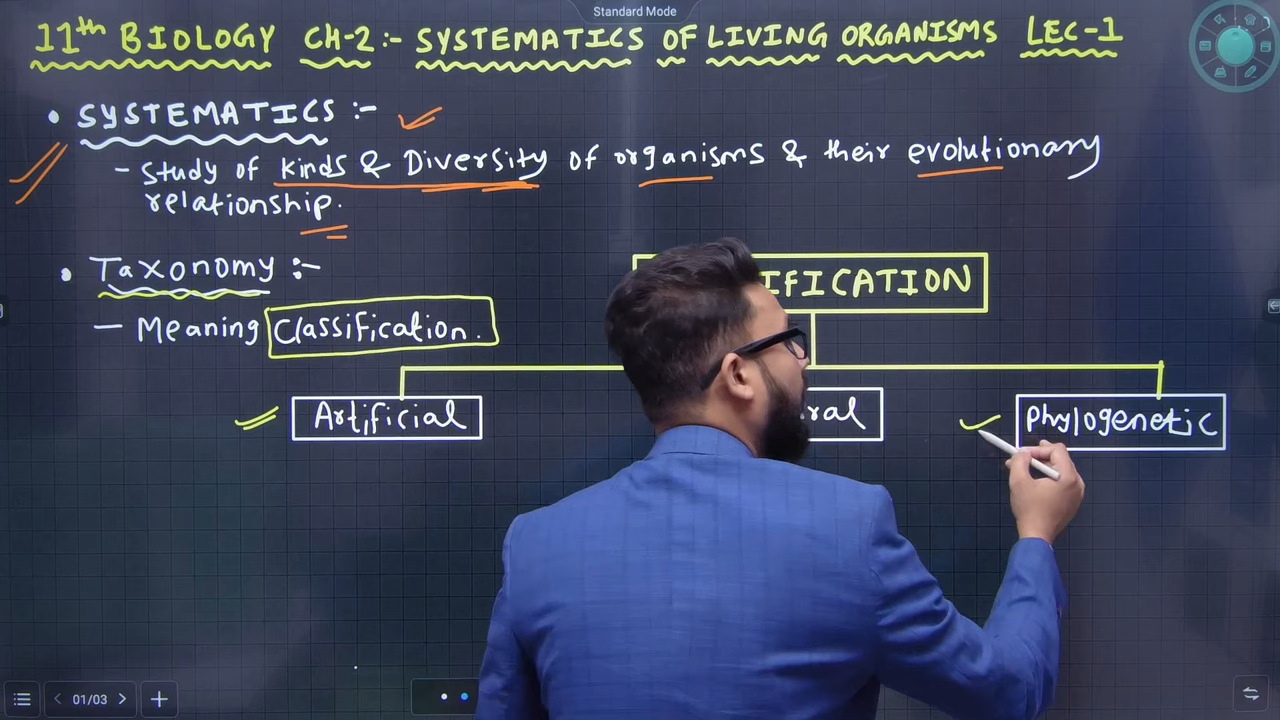 Standard Mode
11th BIOLOGY CH-2:- SYSTEMATICS OF LIVING ORGANISMS LEC-1
• SYSTEMATICS :-
- Study of Kinds & Diversity of organisms & their evolutionary
relationship.
• Taxonomy :-
IFICATION
- Meaning Classification.
Artificial ral Phylogenetic
01/03